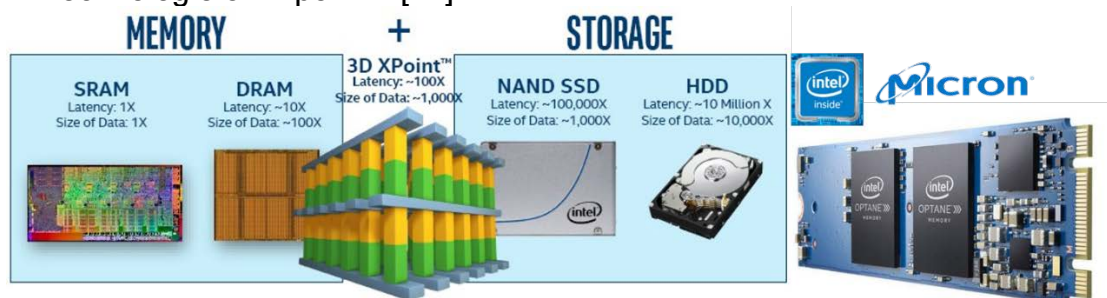 MEMORY + STORAGE
SRAM
Latency: 1X
Size of Data: 1X
DRAM
Latency: ~10X
Size of Data: ~100X
3D XPoint™
Latency: ~100X
Size of Data: ~1,000X
NAND SSD
Latency: ~100,000X
Size of Data: ~1,000X
HDD
Latency: ~10 Million X
Size of Data: ~10,000X
intel
intel
inside
Micron
intel
OPTANE
MEMORY
intel
OPTANE
MEMORY